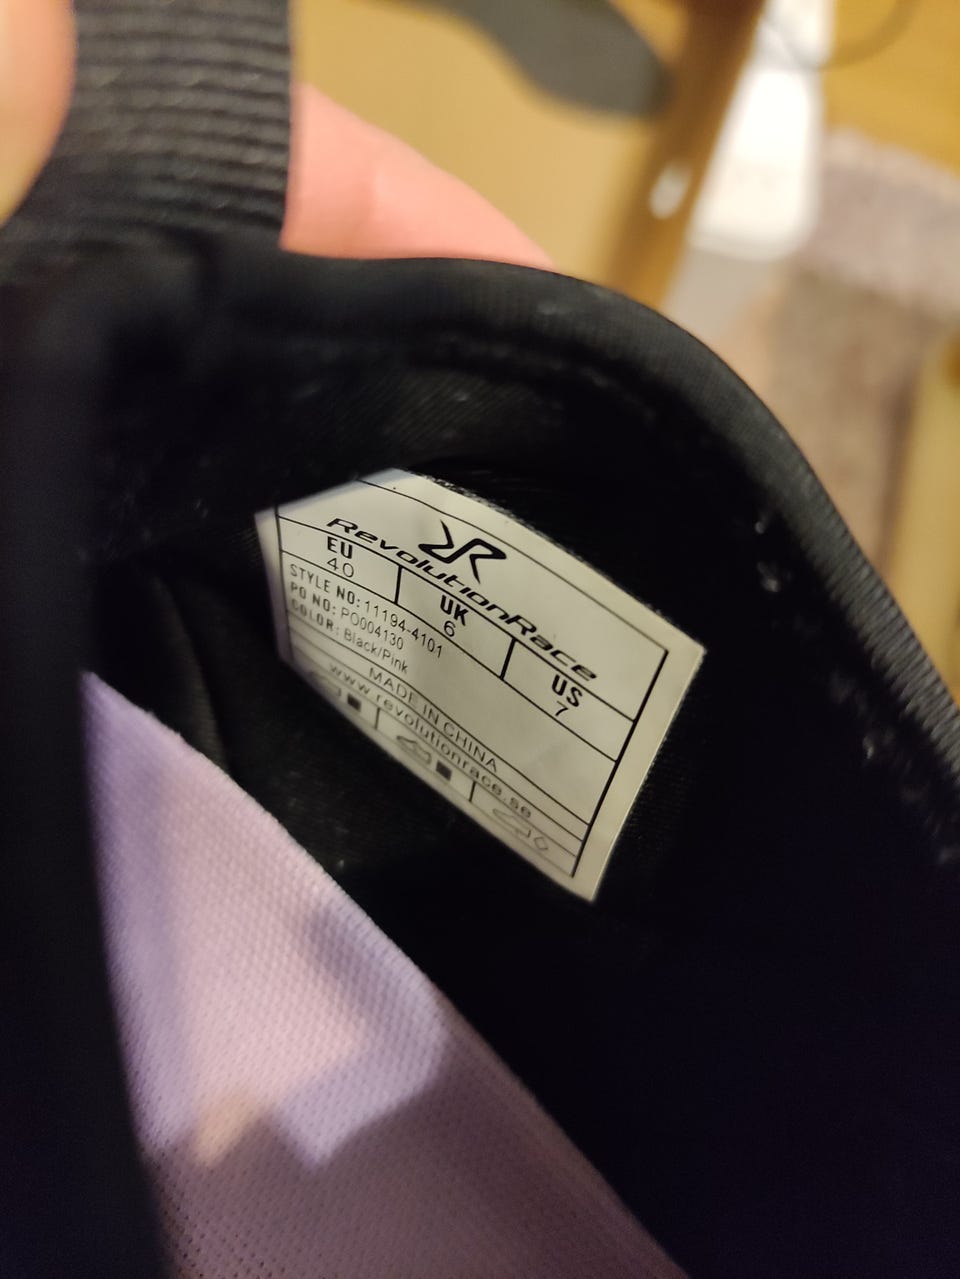 RevolutionRace
EU UK US
40 6 7
STYLE NO: 11194-4101
PO NO: PO004130
COLOR: Black/Pink
MADE IN CHINA
www.revolutionrace.se